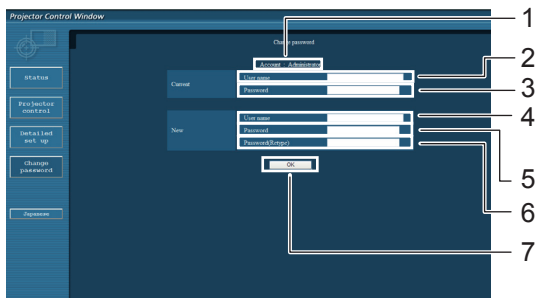 Projector Control Window
Change password
Account : Administrator
Current
User name
Password
New
User name
Password
Password(Retype)
OK
Status
Projector
control
Detailed
set up
Change
password
Japanese
1
2
3
4
5
6
7